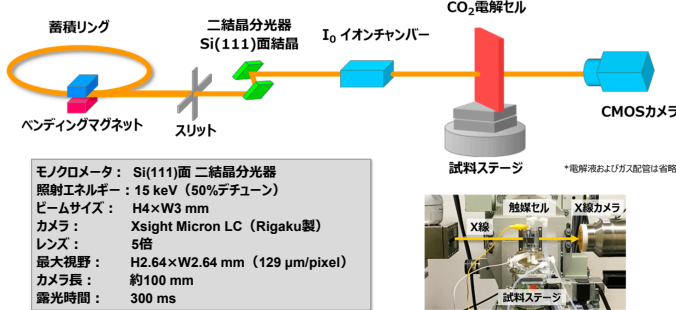 蓄積リング
二結晶分光器
Si(111)面結晶
I₀ イオンチャンバー
CO₂電解セル
ベンディングマグネット
スリット
試料ステージ
CMOSカメラ
*電解液およびガス配管は省略
モノクロメータ： Si(111)面 二結晶分光器
照射エネルギー：15 keV（50%デチューン）
ビームサイズ： H4×W3 mm
カメラ： Xsight Micron LC（Rigaku製）
レンズ： 5倍
最大視野： H2.64×W2.64 mm（129 μm/pixel）
カメラ長： 約100 mm
露光時間： 300 ms
触媒セル
X線カメラ
X線
試料ステージ